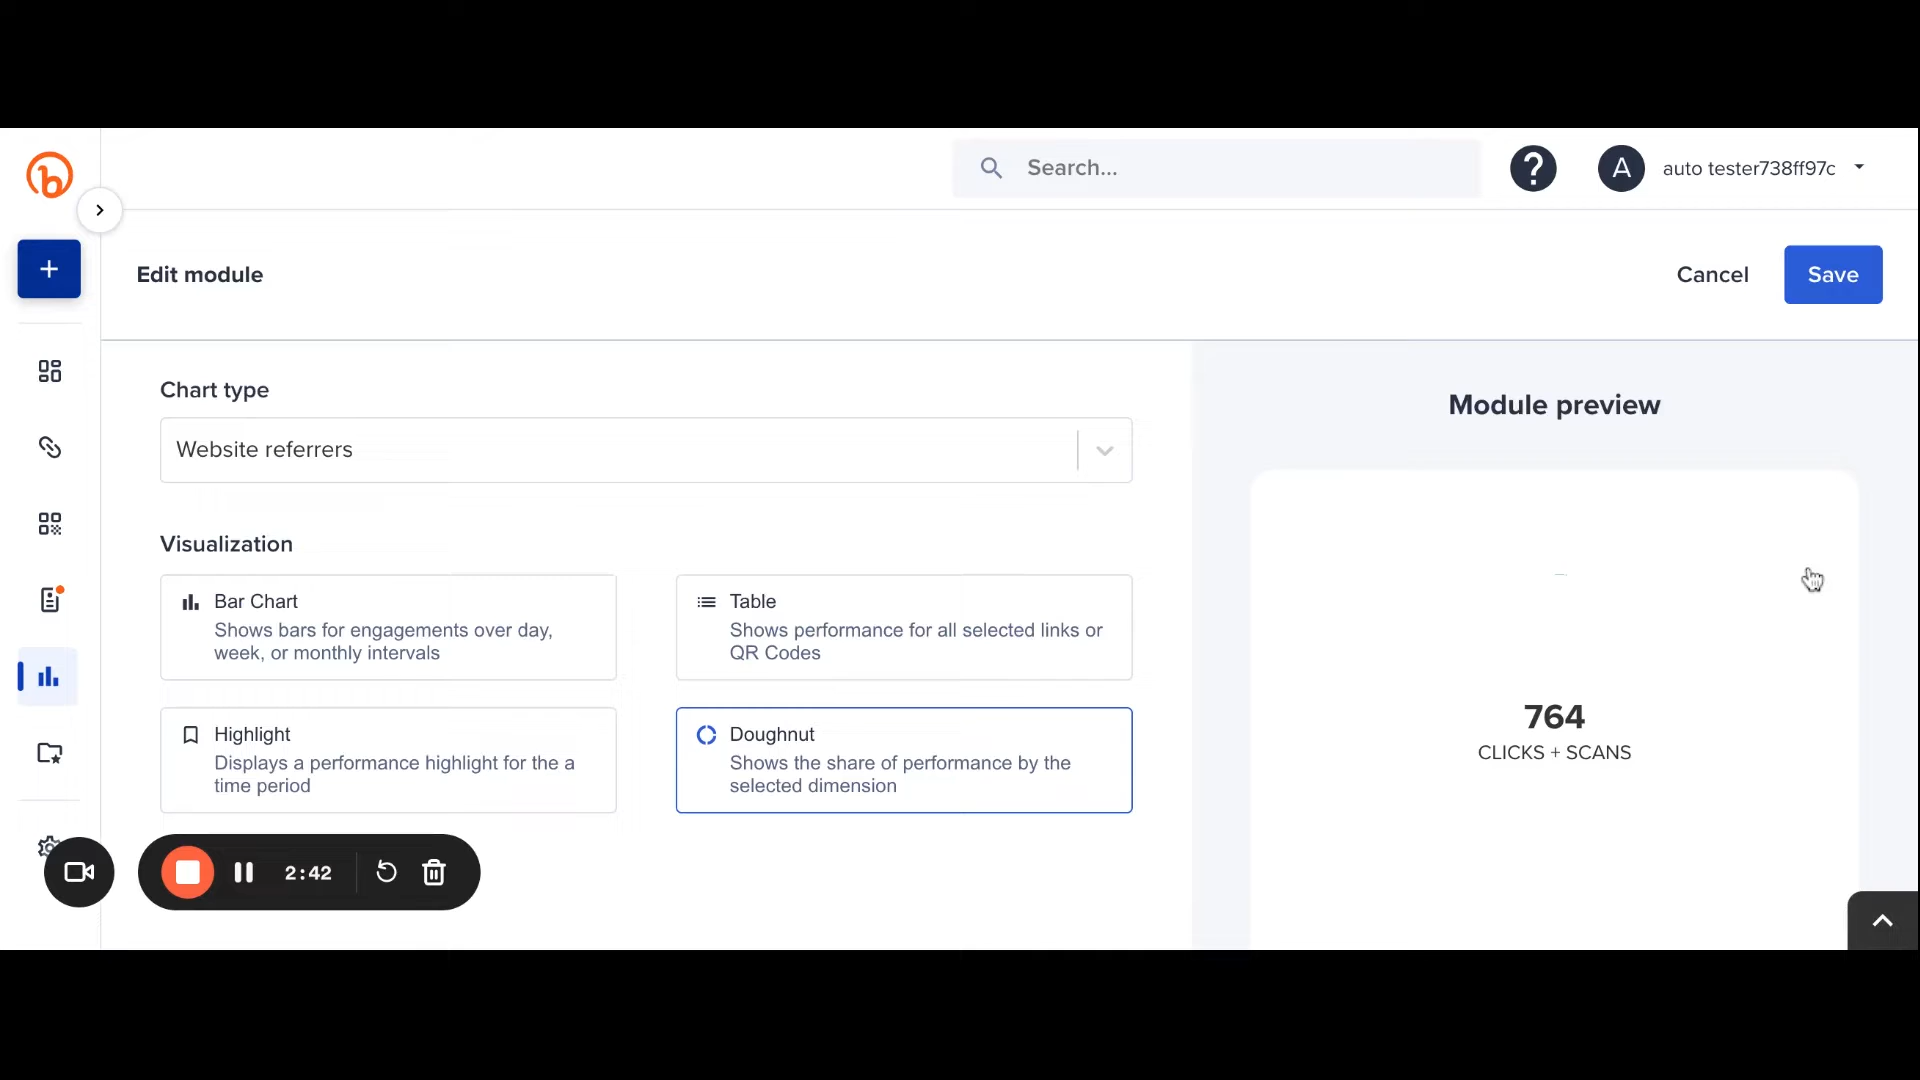 Search...
A
auto tester738ff97c
Edit module
Cancel
Save
Chart type
Website referrers
Visualization
Bar Chart
Shows bars for engagements over day,
week, or monthly intervals
Table
Shows performance for all selected links or
QR Codes
Highlight
Displays a performance highlight for the a
time period
Doughnut
Shows the share of performance by the
selected dimension
2:42
Module preview
764
CLICKS + SCANS